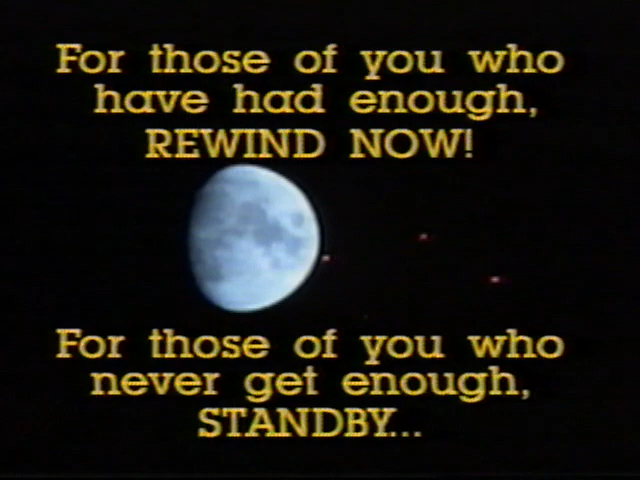 For those of you who
have had enough,
REWIND NOW!
For those of you who
never get enough,
STANDBY...